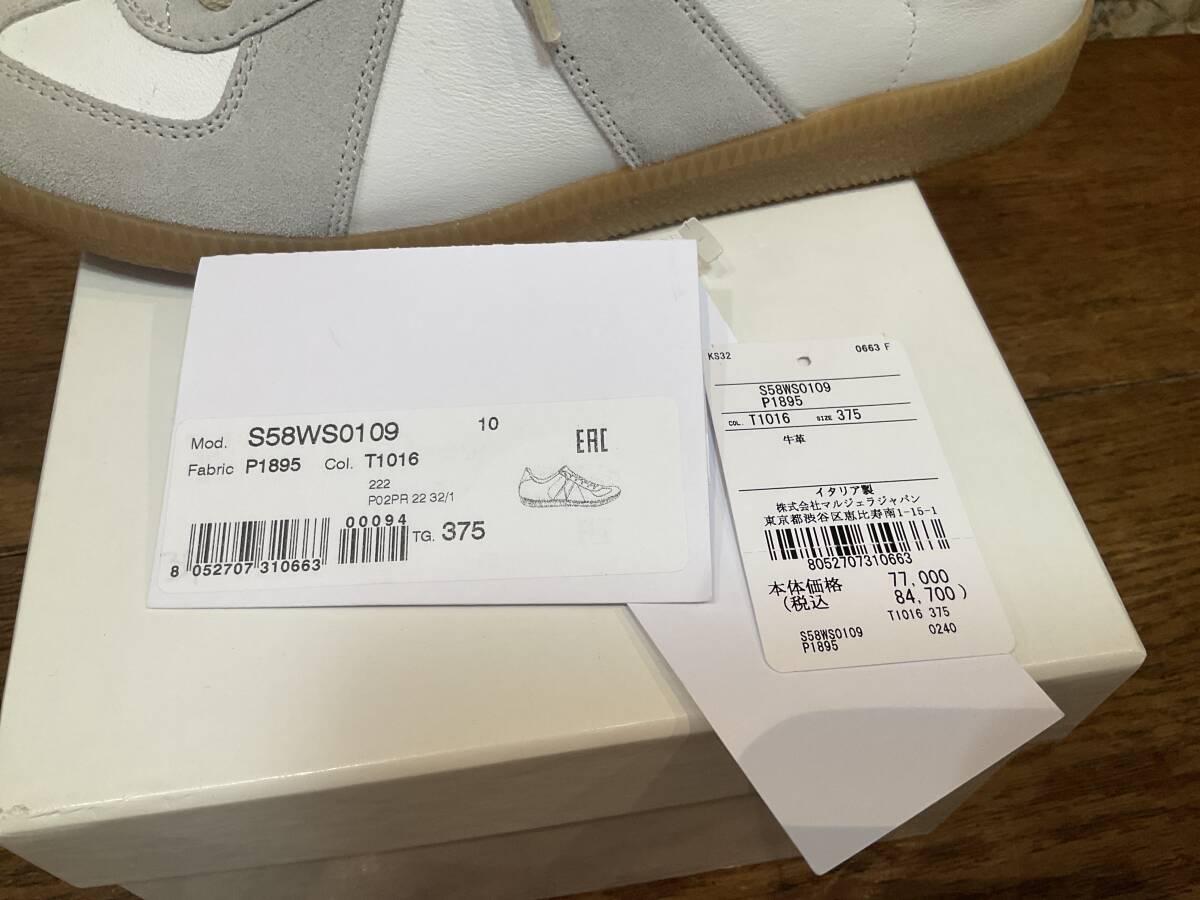 Mod. S58WS0109 10
EAC
Fabric P1895 Col. T1016
222
P02PR 22 32/1
00094
TG. 375
8 052707 310663
KS32 0663 F
S58WS0109
P1895
COL. T1016 SIZE 375
牛革
イタリア製
株式会社マルジェラジャパン
東京都渋谷区恵比寿南1-15-1
8052707310663
本体価格 77,000
(税込 84,700)
T1016 375
S58WS0109 0240
P1895